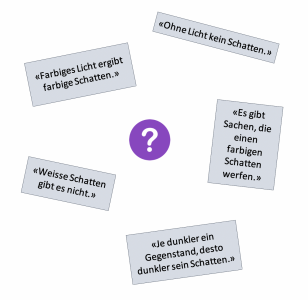 «Ohne Licht kein Schatten.»
«Farbiges Licht ergibt
farbige Schatten.»
«Es gibt
Sachen, die
einen
farbigen
Schatten
werfen.»
?
«Weisse Schatten
gibt es nicht.»
«Je dunkler ein
Gegenstand, desto
dunkler sein Schatten.»